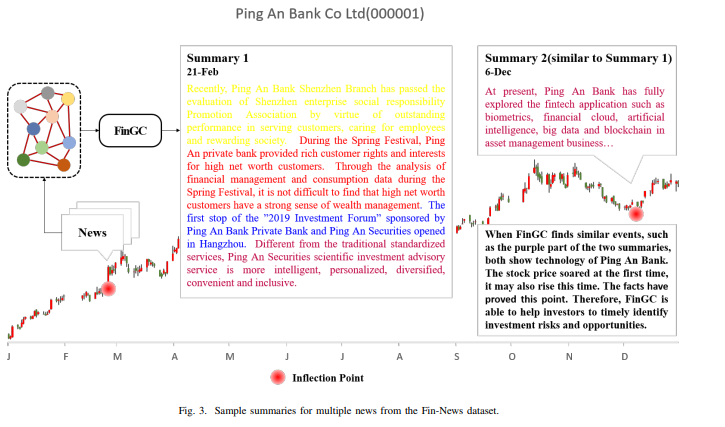 Ping An Bank Co Ltd(000001)
Summary 1
21-Feb
Recently, Ping An Bank Shenzhen Branch has passed the
evaluation of Shenzhen enterprise social responsibility
Promotion Association by virtue of outstanding
performance in serving customers, caring for employees
and rewarding society. During the Spring Festival, Ping
An private bank provided rich customer rights and interests
for high net worth customers. Through the analysis of
financial management and consumption data during the
Spring Festival, it is not difficult to find that high net worth
customers have a strong sense of wealth management. The
first stop of the "2019 Investment Forum" sponsored by
Ping An Bank Private Bank and Ping An Securities opened
in Hangzhou. Different from the traditional standardized
services, Ping An Securities scientific investment advisory
service is more intelligent, personalized, diversified,
convenient and inclusive.
Summary 2(similar to Summary 1)
6-Dec
At present, Ping An Bank has fully
explored the fintech application such as
biometrics, financial cloud, artificial
intelligence, big data and blockchain in
asset management business…
FinGC
News
When FinGC finds similar events, such
as the purple part of the two summaries,
both show technology of Ping An Bank.
The stock price soared at the first time,
it may also rise this time. The facts have
proved this point. Therefore, FinGC is
able to help investors to timely identify
investment risks and opportunities.
J F M A M J J A S O N D
Inflection Point
Fig. 3. Sample summaries for multiple news from the Fin-News dataset.